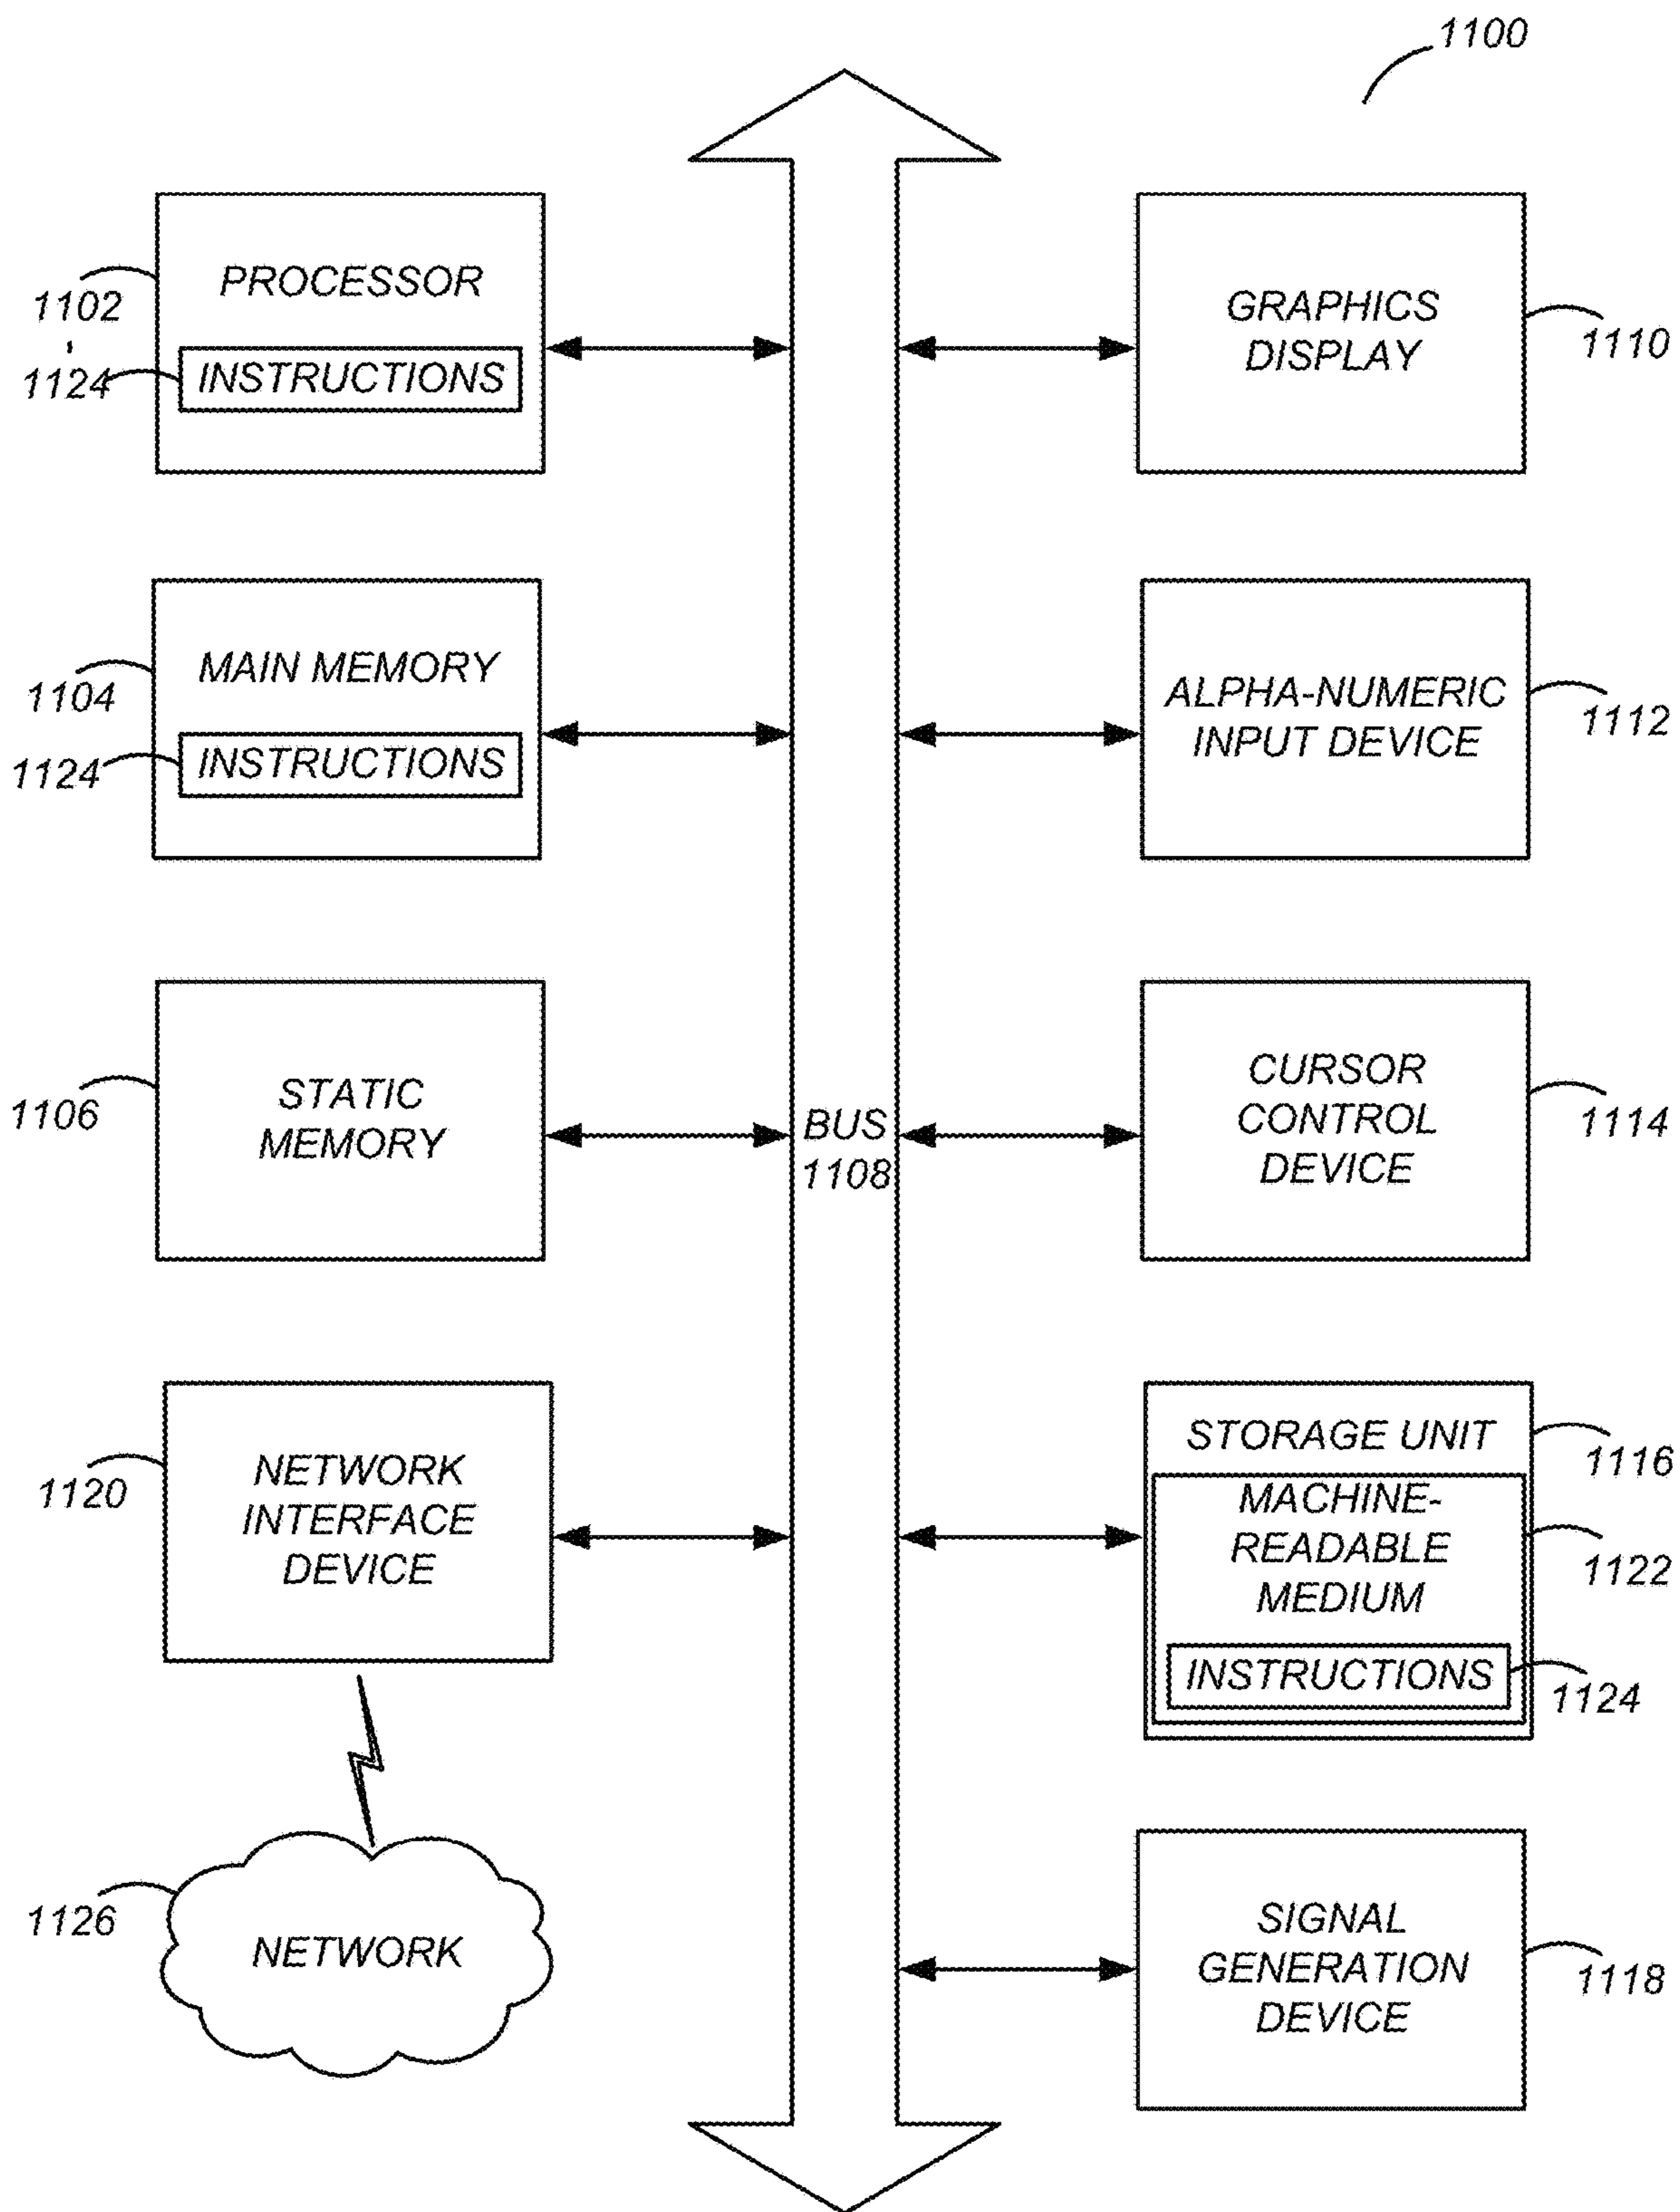 1100
PROCESSOR
1102
INSTRUCTIONS
1124
MAIN MEMORY
1104
INSTRUCTIONS
1124
STATIC
MEMORY
1106
NETWORK
INTERFACE
DEVICE
1120
NETWORK
1126
BUS
1108
GRAPHICS
DISPLAY
1110
ALPHA-NUMERIC
INPUT DEVICE
1112
CURSOR
CONTROL
DEVICE
1114
STORAGE UNIT
1116
MACHINE-
READABLE
MEDIUM
1122
INSTRUCTIONS
1124
SIGNAL
GENERATION
DEVICE
1118